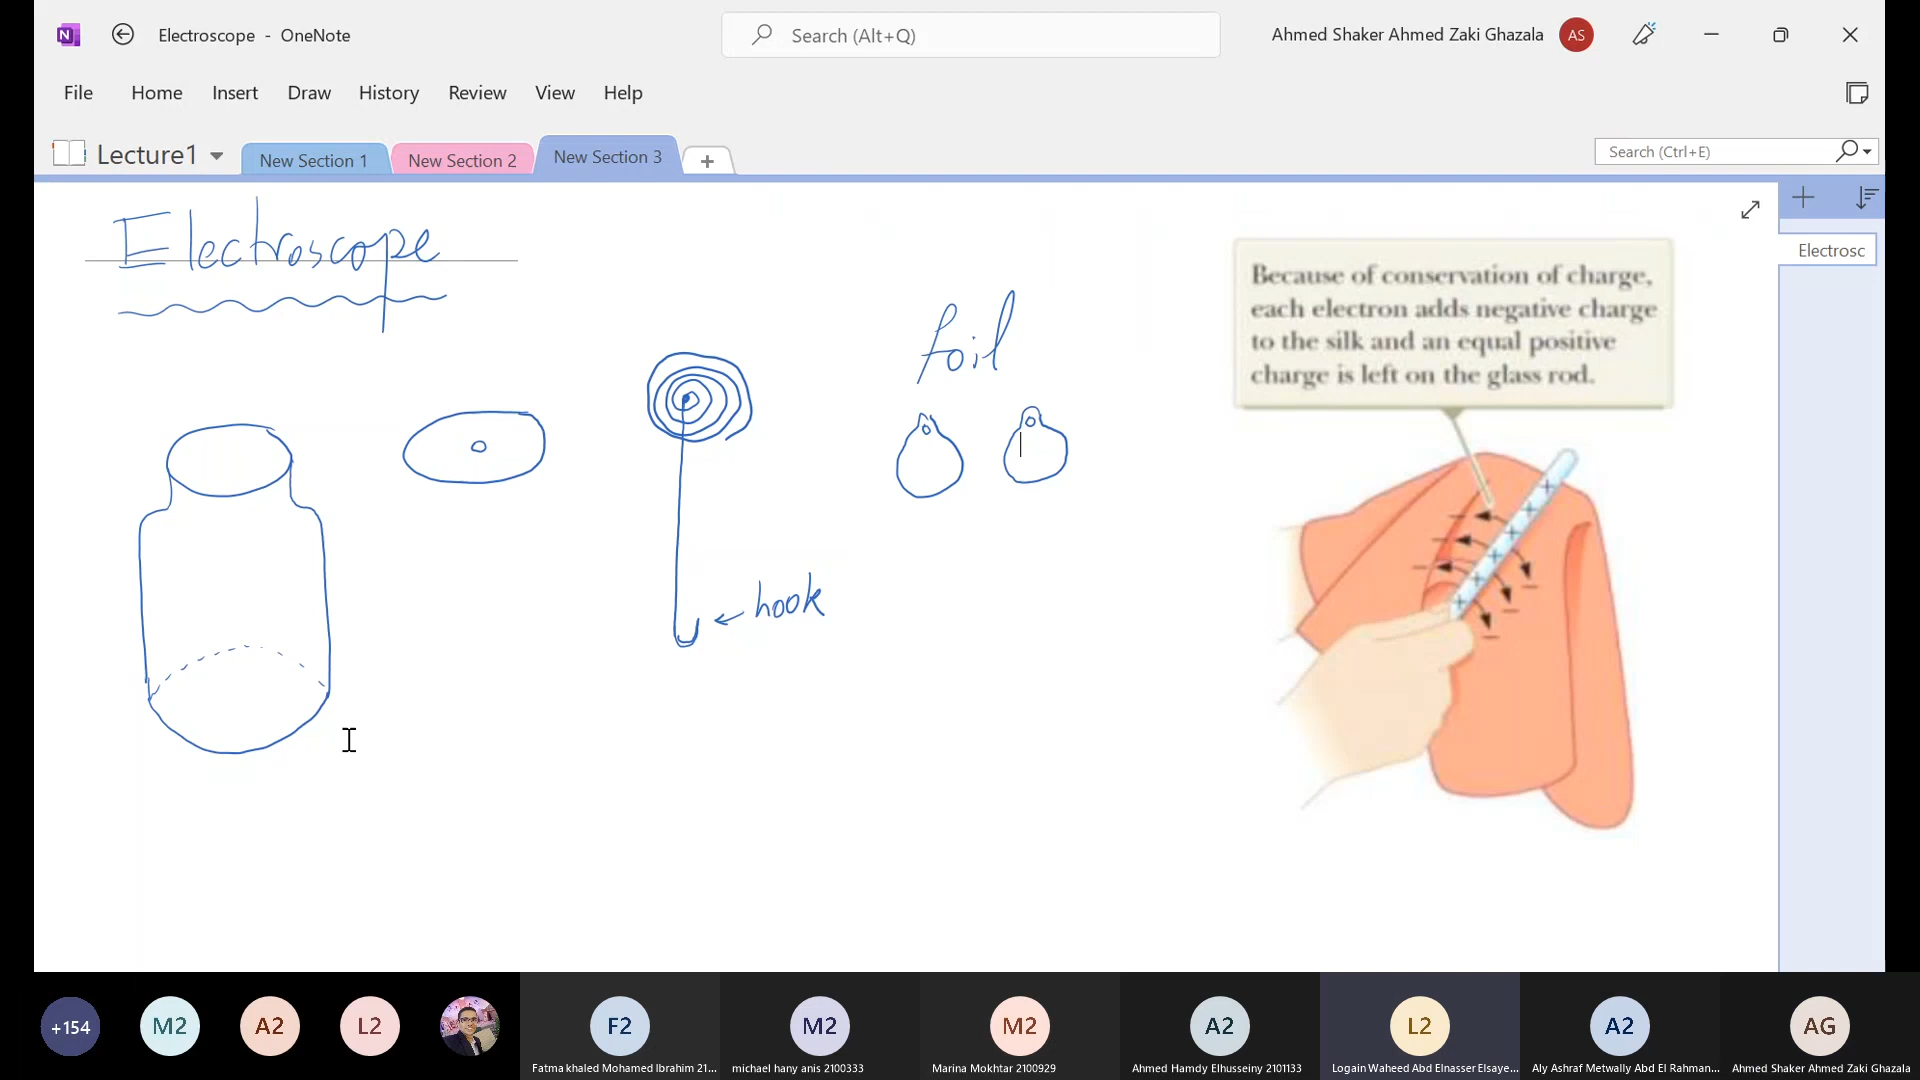 Electroscope - OneNote
Search (Alt+Q)
Ahmed Shaker Ahmed Zaki Ghazala
AS
File Home Insert Draw History Review View Help
Lecture1
New Section 1
New Section 2
New Section 3
Search (Ctrl+E)
Electrosc
Electroscope
foil
hook
Because of conservation of charge,
each electron adds negative charge
to the silk and an equal positive
charge is left on the glass rod.
+154
M2
A2
L2
F2
M2
M2
A2
L2
A2
AG
Fatma khaled Mohamed Ibrahim 21...
michael hany anis 2100333
Marina Mokhtar 2100929
Ahmed Hamdy Elhusseiny 2101133
Logain Waheed Abd Elnasser Elsaye...
Aly Ashraf Metwally Abd El Rahman...
Ahmed Shaker Ahmed Zaki Ghazala